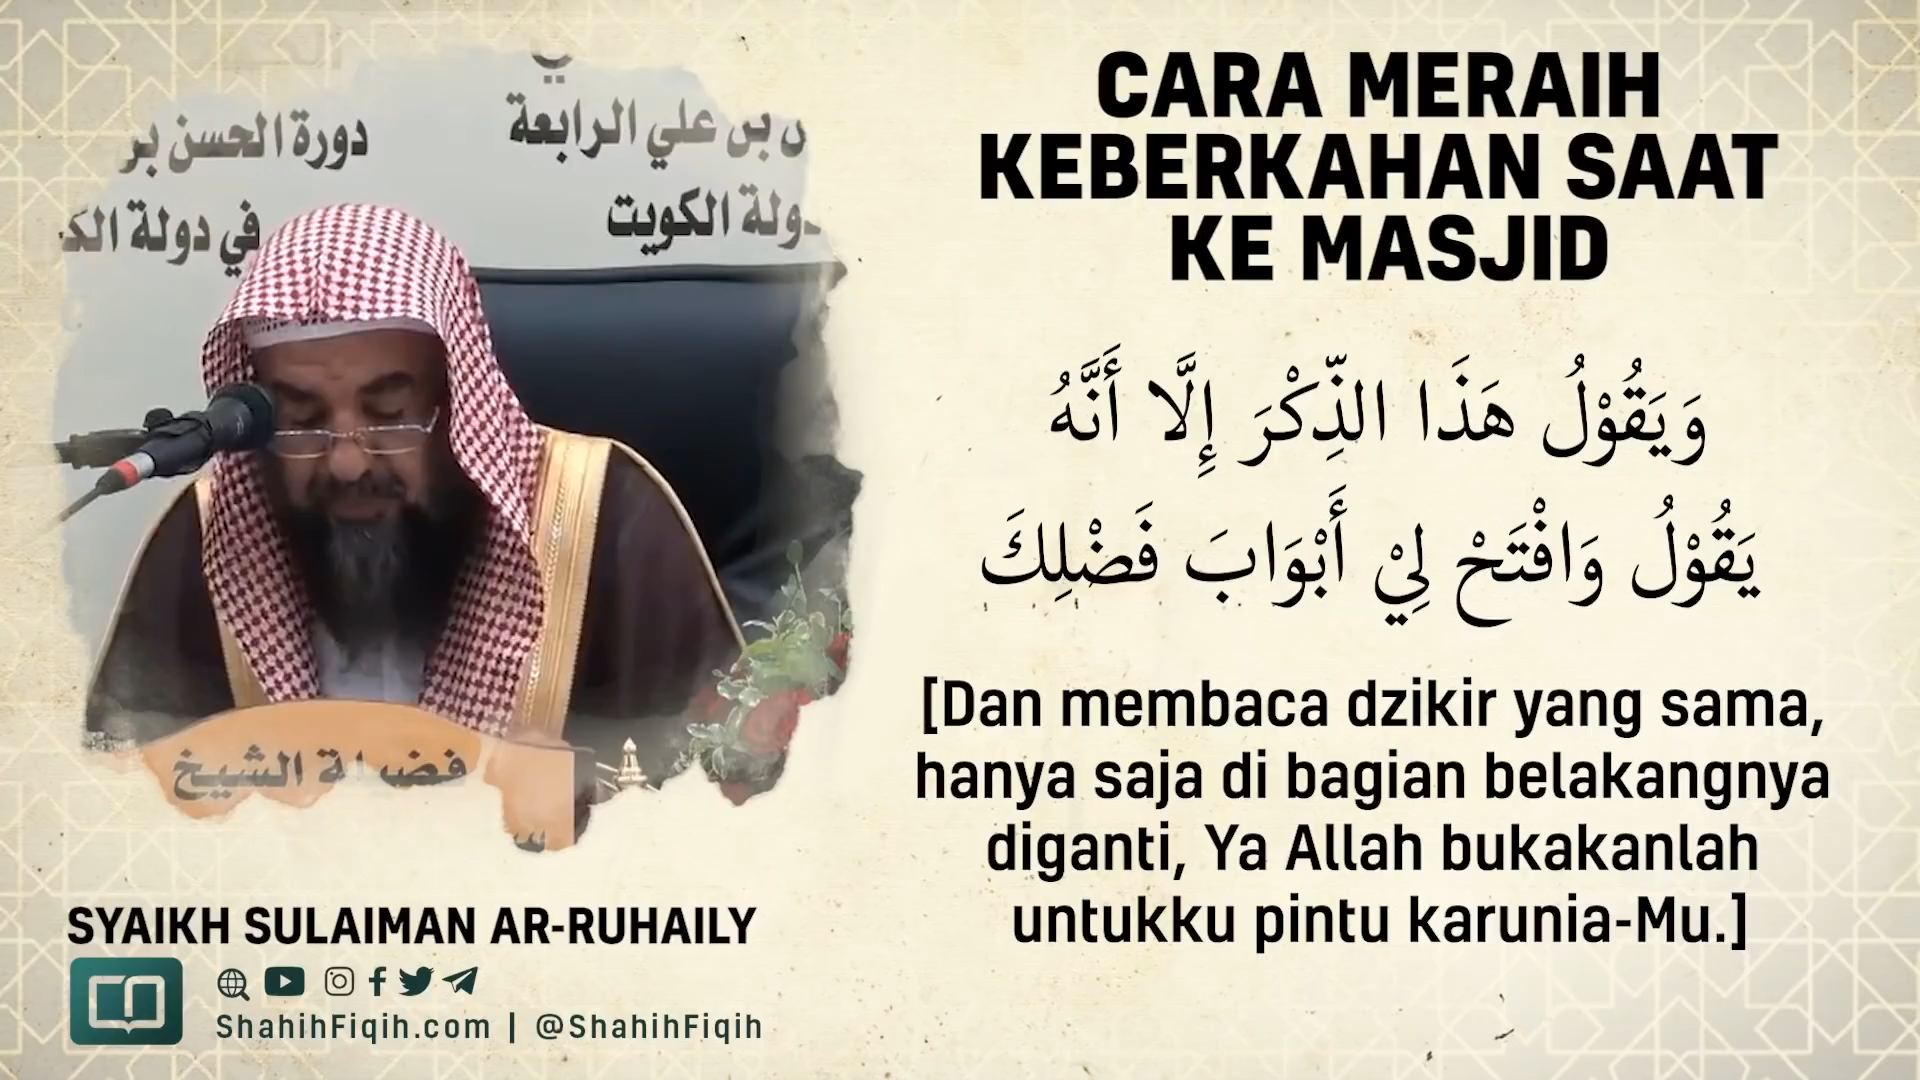 دورة الحسن بن علي الرابعة
في دولة الك
دولة الكويت
فضيلة الشيخ
SYAIKH SULAIMAN AR-RUHAILY
ShahihFiqih.com | @ShahihFiqih
CARA MERAIH
KEBERKAHAN SAAT
KE MASJID
وَيَقُوْلُ هَذَا الذِّكْرَ إِلَّا أَنَّهُ
يَقُوْلُ وَافْتَحْ لِيْ أَبْوَابَ فَضْلِكَ
[Dan membaca dzikir yang sama,
hanya saja di bagian belakangnya
diganti, Ya Allah bukakanlah
untukku pintu karunia-Mu.]